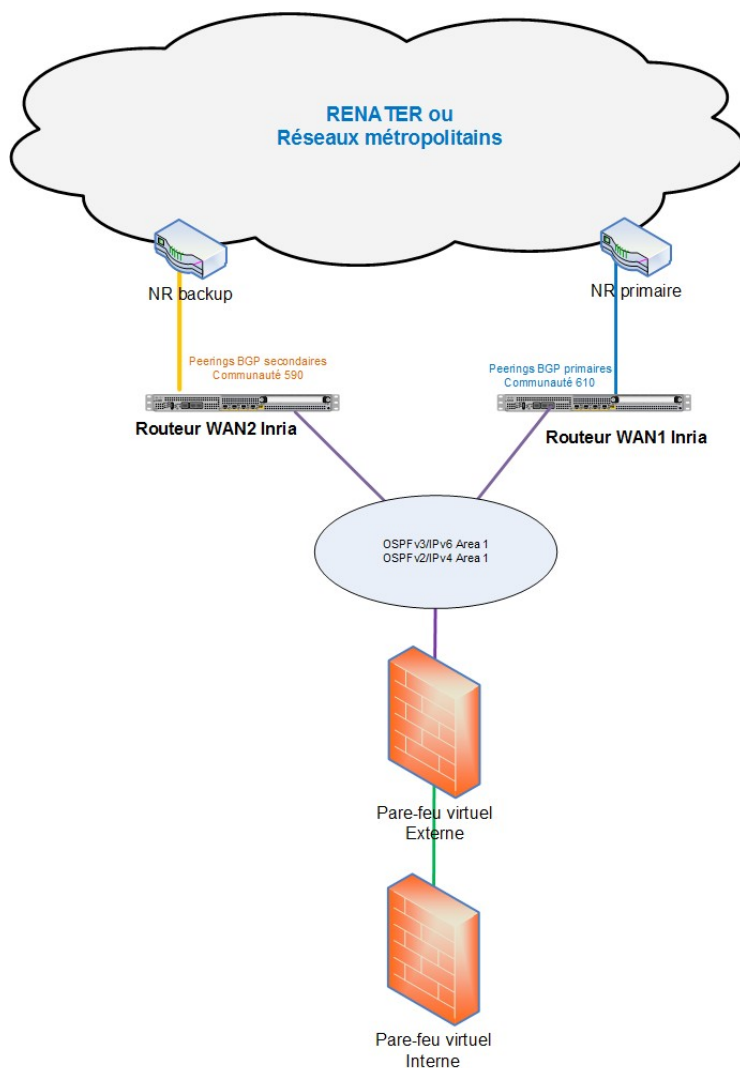 RENATER ou
Réseaux métropolitains
NR backup
NR primaire
Peerings BGP secondaires
Communauté 590
Peerings BGP primaires
Communauté 610
Routeur WAN2 Inria
Routeur WAN1 Inria
OSPFv3/IPv6 Area 1
OSPFv2/IPv4 Area 1
Pare-feu virtuel
Externe
Pare-feu virtuel
Interne